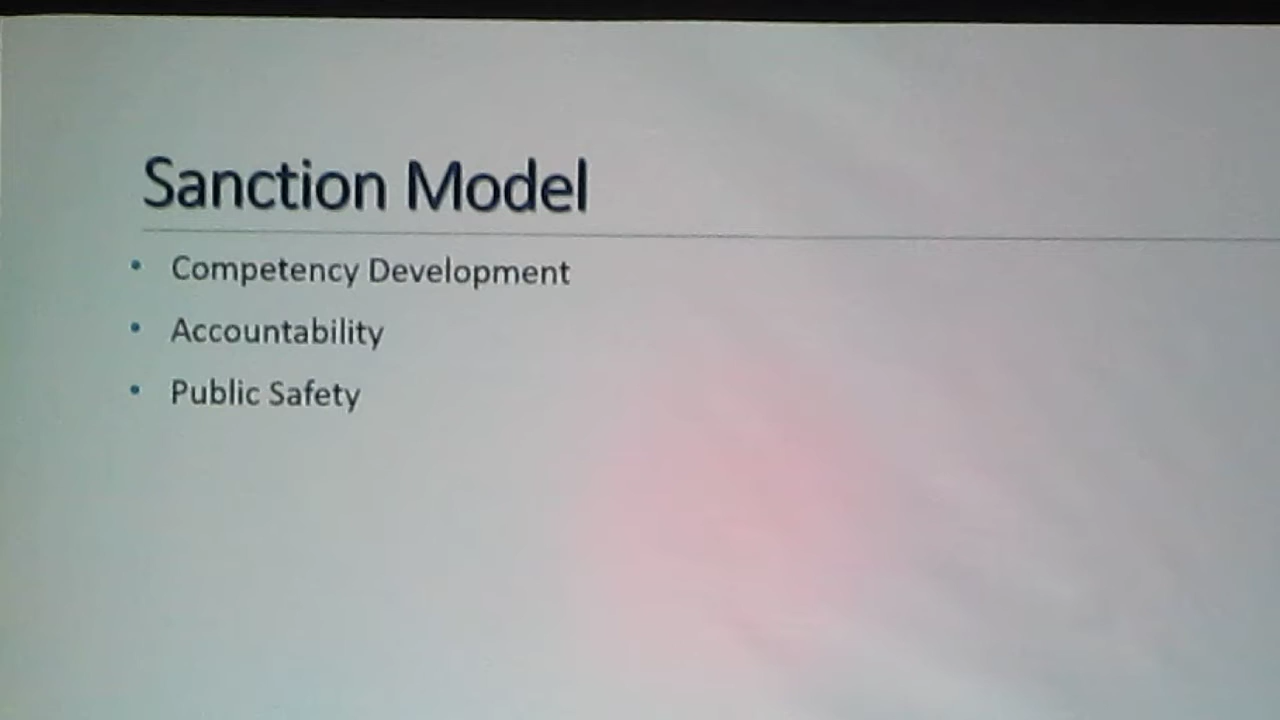 Sanction Model
• Competency Development
• Accountability
• Public Safety